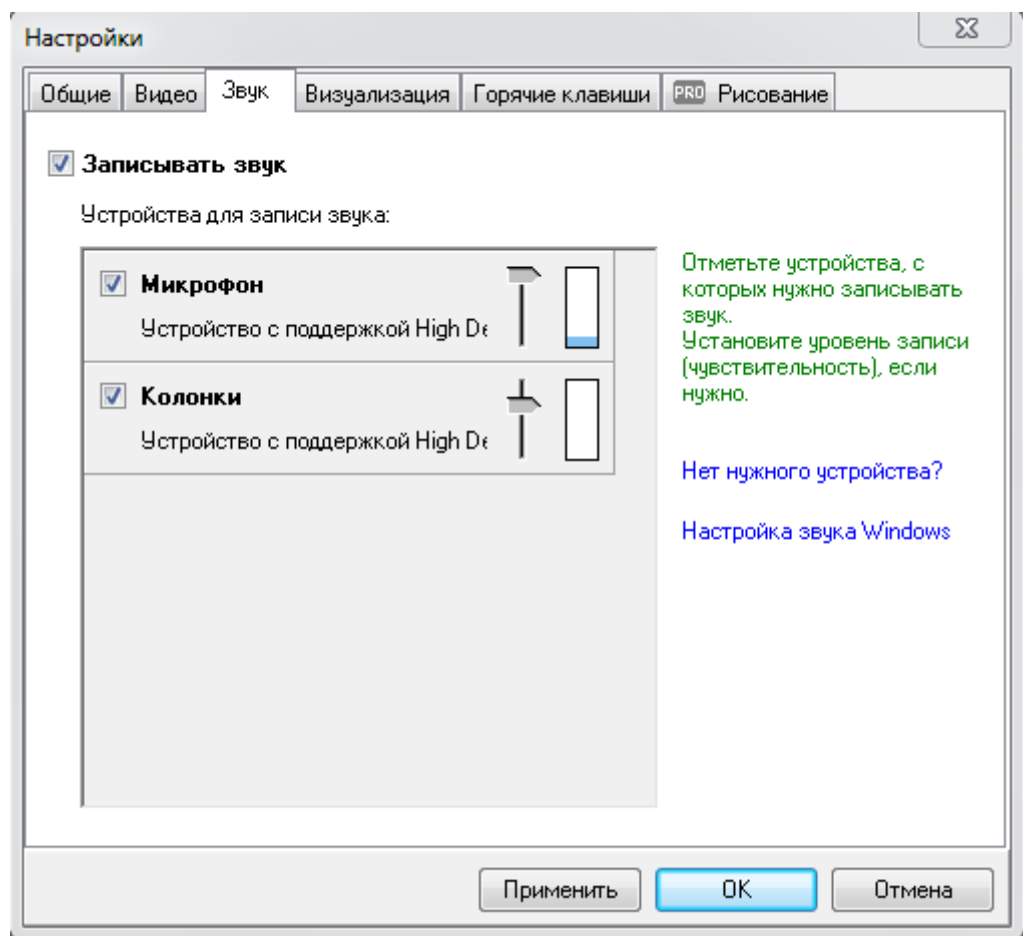 Настройки
Общие Видео Звук Визуализация Горячие клавиши PRO Рисование
Записывать звук
Устройства для записи звука:
Микрофон
Устройство с поддержкой High De
Колонки
Устройство с поддержкой High De
Отметьте устройства, с
которых нужно записывать
звук.
Установите уровень записи
(чувствительность), если
нужно.
Нет нужного устройства?
Настройка звука Windows
Применить ОК Отмена